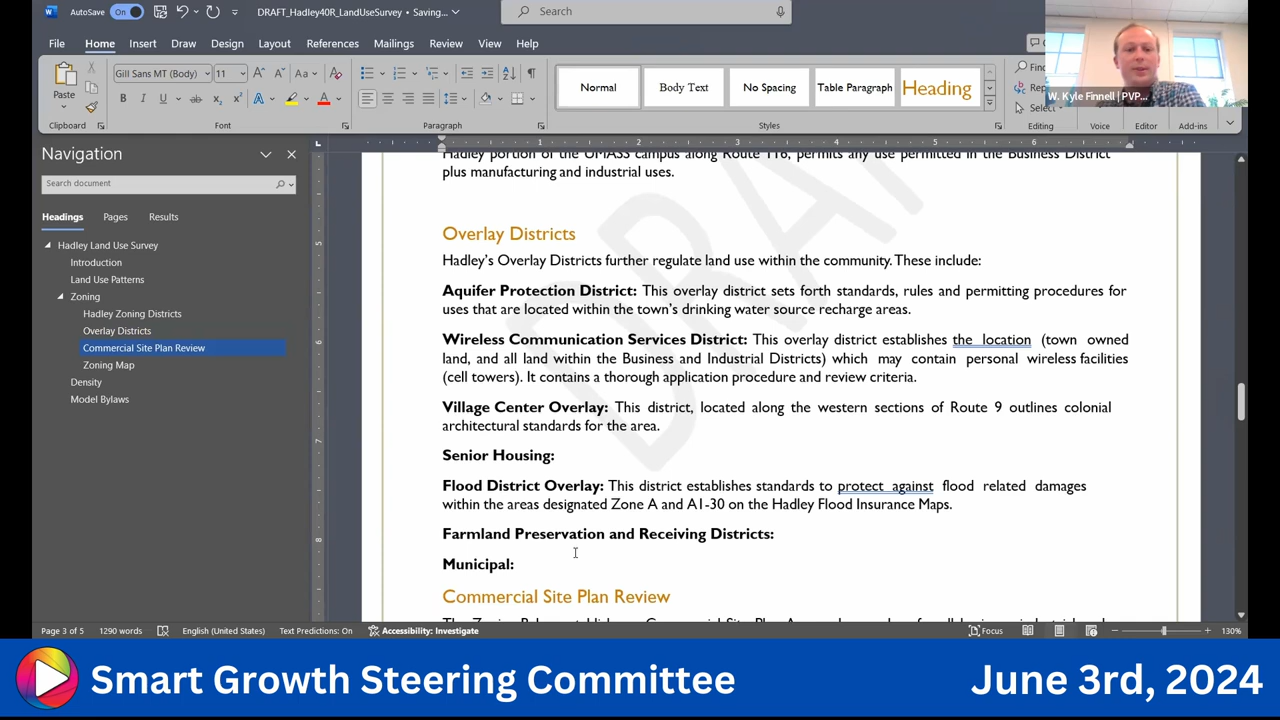 AutoSave On DRAFT_Hadley40R_LandUseSurvey • Saving... Search
File Home Insert Draw Design Layout References Mailings Review View Help
Paste
Gill Sans MT (Body) 11
Normal
Body Text
No Spacing
Table Paragraph
Heading
Find
Rep
Select
Clipboard Font Paragraph Styles Editing Voice Editor Add-ins
W. Kyle Finnell | PVP...
Navigation
Search document
Headings Pages Results
Hadley Land Use Survey
Introduction
Land Use Patterns
Zoning
Hadley Zoning Districts
Overlay Districts
Commercial Site Plan Review
Zoning Map
Density
Model Bylaws
DRAFT
Hadley portion of the UMASS campus along Route 116, permits any use permitted in the Business District
plus manufacturing and industrial uses.
Overlay Districts
Hadley's Overlay Districts further regulate land use within the community. These include:
Aquifer Protection District: This overlay district sets forth standards, rules and permitting procedures for
uses that are located within the town's drinking water source recharge areas.
Wireless Communication Services District: This overlay district establishes the location (town owned
land, and all land within the Business and Industrial Districts) which may contain personal wireless facilities
(cell towers). It contains a thorough application procedure and review criteria.
Village Center Overlay: This district, located along the western sections of Route 9 outlines colonial
architectural standards for the area.
Senior Housing:
Flood District Overlay: This district establishes standards to protect against flood related damages
within the areas designated Zone A and A1-30 on the Hadley Flood Insurance Maps.
Farmland Preservation and Receiving Districts:
Municipal:
Commercial Site Plan Review
Page 3 of 5 1290 words English (United States) Text Predictions: On Accessibility: Investigate Focus 130%
Smart Growth Steering Committee June 3rd, 2024